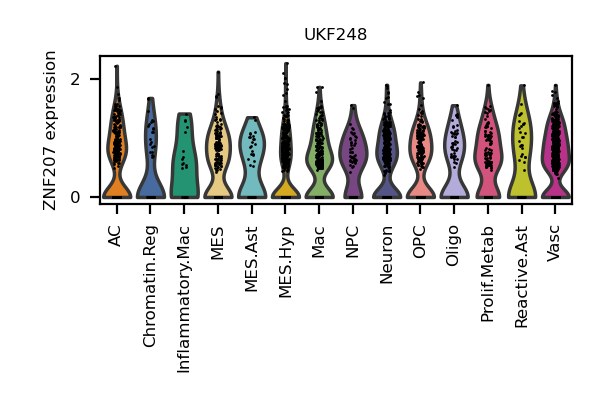 UKF248
ZNF207 expression
2
0
AC
Chromatin.Reg
Inflammatory.Mac
MES
MES.Ast
MES.Hyp
Mac
NPC
Neuron
OPC
Oligo
Prolif.Metab
Reactive.Ast
Vasc